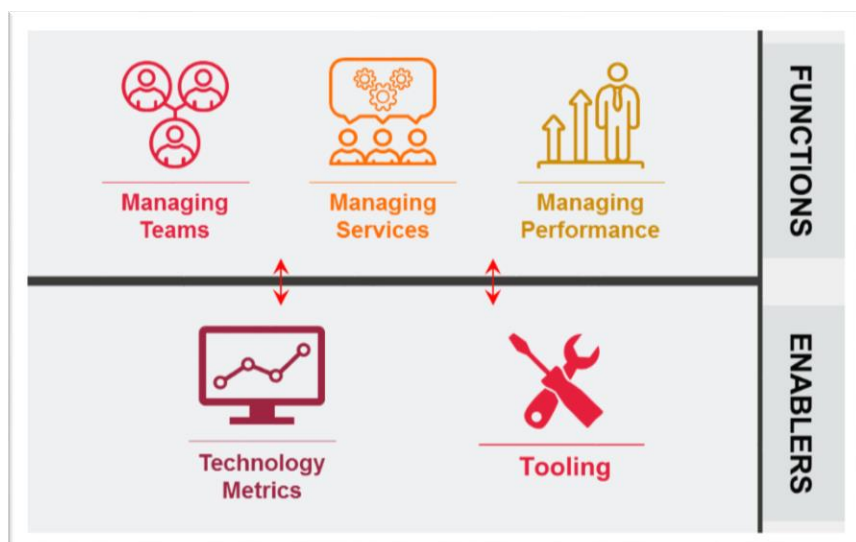 Managing
Teams
Managing
Services
Managing
Performance
FUNCTIONS
Technology
Metrics
Tooling
ENABLERS